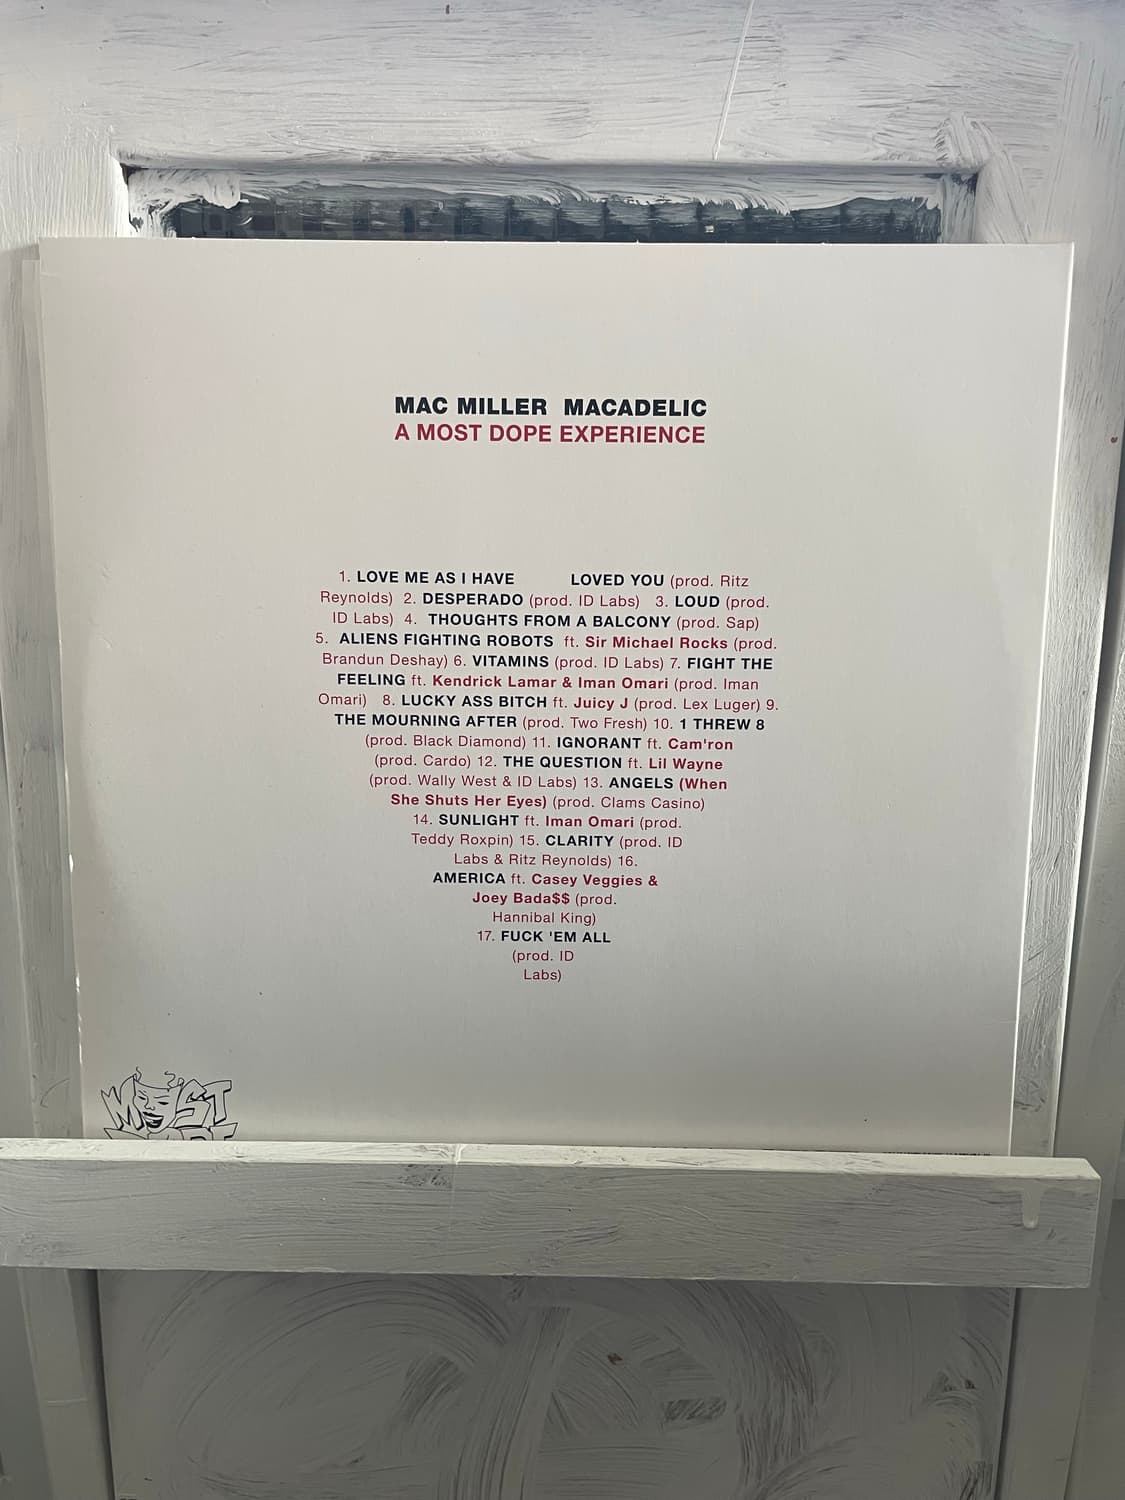 MAC MILLER MACADELIC
A MOST DOPE EXPERIENCE
1. LOVE ME AS I HAVE LOVED YOU (prod. Ritz
Reynolds) 2. DESPERADO (prod. ID Labs) 3. LOUD (prod.
ID Labs) 4. THOUGHTS FROM A BALCONY (prod. Sap)
5. ALIENS FIGHTING ROBOTS ft. Sir Michael Rocks (prod.
Brandun Deshay) 6. VITAMINS (prod. ID Labs) 7. FIGHT THE
FEELING ft. Kendrick Lamar & Iman Omari (prod. Iman
Omari) 8. LUCKY ASS BITCH ft. Juicy J (prod. Lex Luger) 9.
THE MOURNING AFTER (prod. Two Fresh) 10. 1 THREW 8
(prod. Black Diamond) 11. IGNORANT ft. Cam'ron
(prod. Cardo) 12. THE QUESTION ft. Lil Wayne
(prod. Wally West & ID Labs) 13. ANGELS (When
She Shuts Her Eyes) (prod. Clams Casino)
14. SUNLIGHT ft. Iman Omari (prod.
Teddy Roxpin) 15. CLARITY (prod. ID
Labs & Ritz Reynolds) 16.
AMERICA ft. Casey Veggies &
Joey Bada$$ (prod.
Hannibal King)
17. FUCK 'EM ALL
(prod. ID
Labs)
MOST